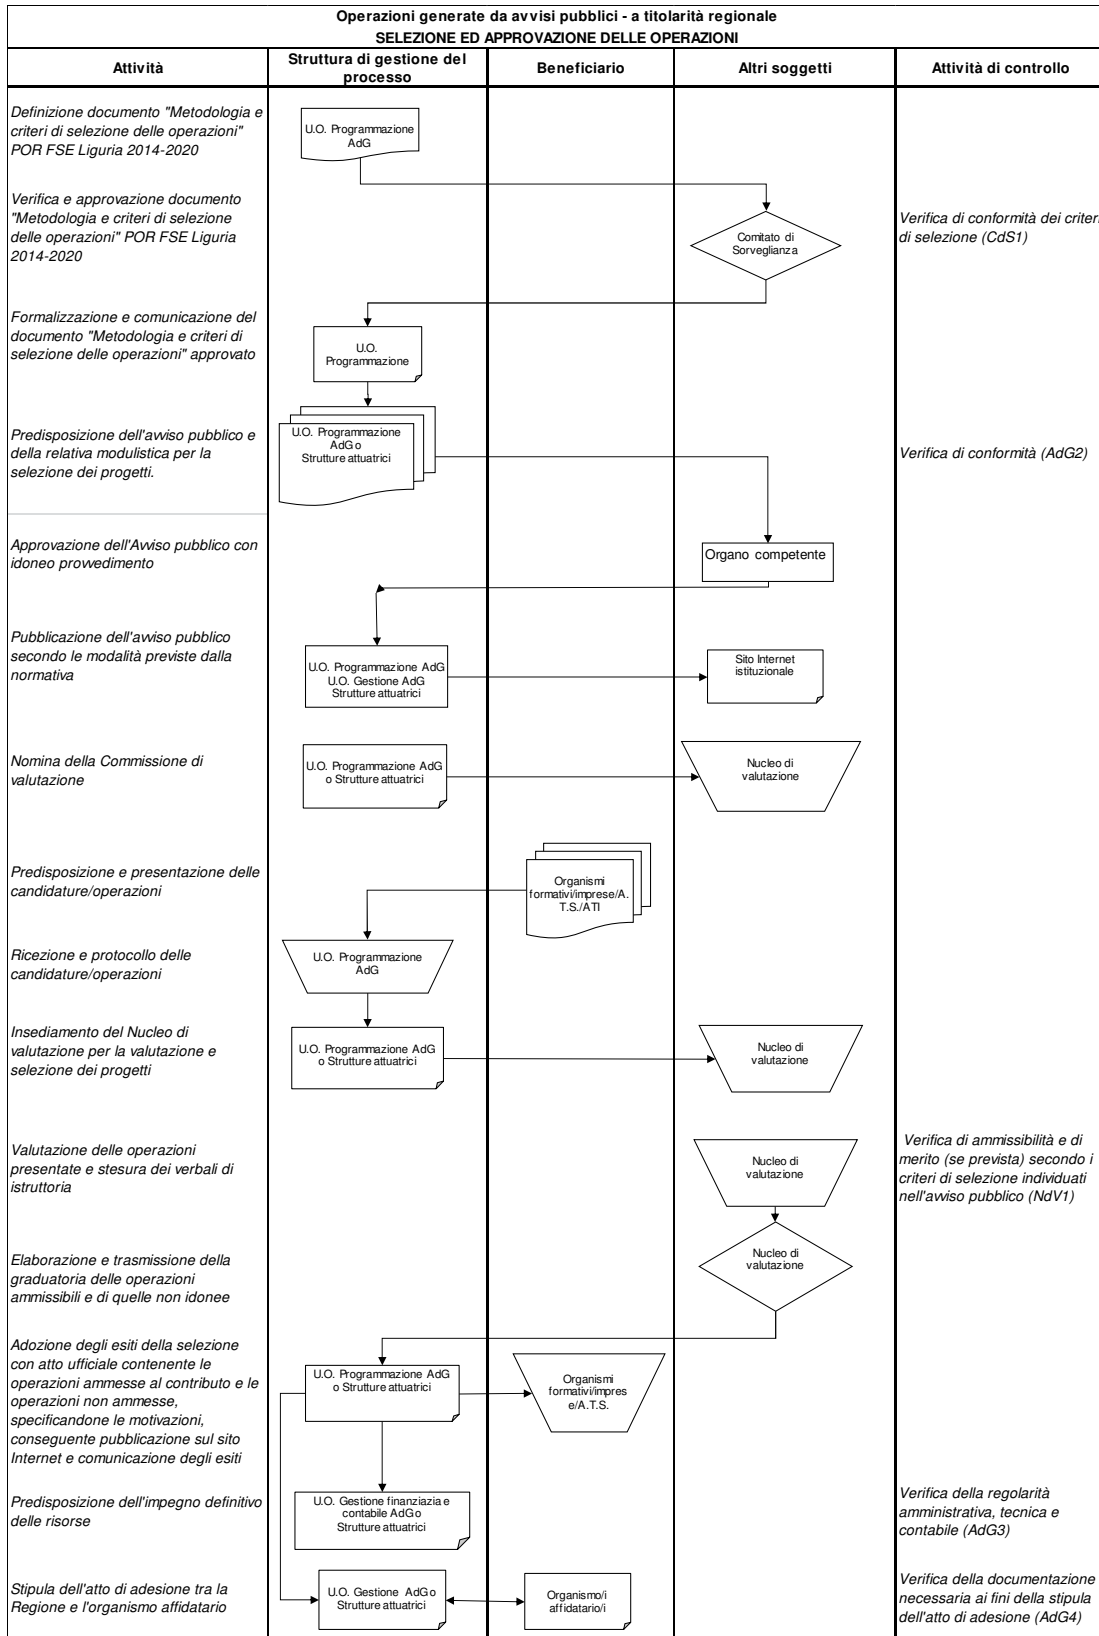 Operazioni generate da avvisi pubblici - a titolarità regionale
SELEZIONE ED APPROVAZIONE DELLE OPERAZIONI
Attività
Struttura di gestione del
processo
Beneficiario
Altri soggetti
Attività di controllo
Definizione documento "Metodologia e
criteri di selezione delle operazioni"
POR FSE Liguria 2014-2020
U.O. Programmazione
AdG
Verifica e approvazione documento
"Metodologia e criteri di selezione
delle operazioni" POR FSE Liguria
2014-2020
Comitato di
Sorveglianza
Verifica di conformità dei criteri
di selezione (CdS1)
Formalizzazione e comunicazione del
documento "Metodologia e criteri di
selezione delle operazioni" approvato
U.O.
Programmazione
Predisposizione dell'avviso pubblico e
della relativa modulistica per la
selezione dei progetti.
U.O. Programmazione
AdG o
Strutture attuatrici
Verifica di conformità (AdG2)
Approvazione dell'Avviso pubblico con
idoneo provvedimento
Organo competente
Pubblicazione dell'avviso pubblico
secondo le modalità previste dalla
normativa
U.O. Programmazione AdG
U.O. Gestione AdG
Strutture attuatrici
Sito Internet
istituzionale
Nomina della Commissione di
valutazione
U.O. Programmazione AdG
o Strutture attuatrici
Nucleo di
valutazione
Predisposizione e presentazione delle
candidature/operazioni
Organismi
formativi/imprese/A.
T.S./ATI
Ricezione e protocollo delle
candidature/operazioni
U.O. Programmazione
AdG
Insediamento del Nucleo di
valutazione per la valutazione e
selezione dei progetti
U.O. Programmazione AdG
o Strutture attuatrici
Nucleo di
valutazione
Valutazione delle operazioni
presentate e stesura dei verbali di
istruttoria
Nucleo di
valutazione
Verifica di ammissibilità e di
merito (se prevista) secondo i
criteri di selezione individuati
nell'avviso pubblico (NdV1)
Elaborazione e trasmissione della
graduatoria delle operazioni
ammissibili e di quelle non idonee
Nucleo di
valutazione
Adozione degli esiti della selezione
con atto ufficiale contenente le
operazioni ammesse al contributo e le
operazioni non ammesse,
specificandone le motivazioni,
conseguente pubblicazione sul sito
Internet e comunicazione degli esiti
U.O. Programmazione AdG
o Strutture attuatrici
Organismi
formativi/impres
e/A.T.S.
Predisposizione dell'impegno definitivo
delle risorse
U.O. Gestione finanziazia e
contabile AdG o
Strutture attuatrici
Verifica della regolarità
amministrativa, tecnica e
contabile (AdG3)
Stipula dell'atto di adesione tra la
Regione e l'organismo affidatario
U.O. Gestione AdG o
Strutture attuatrici
Organismo/i
affidatario/i
Verifica della documentazione
necessaria ai fini della stipula
dell'atto di adesione (AdG4)